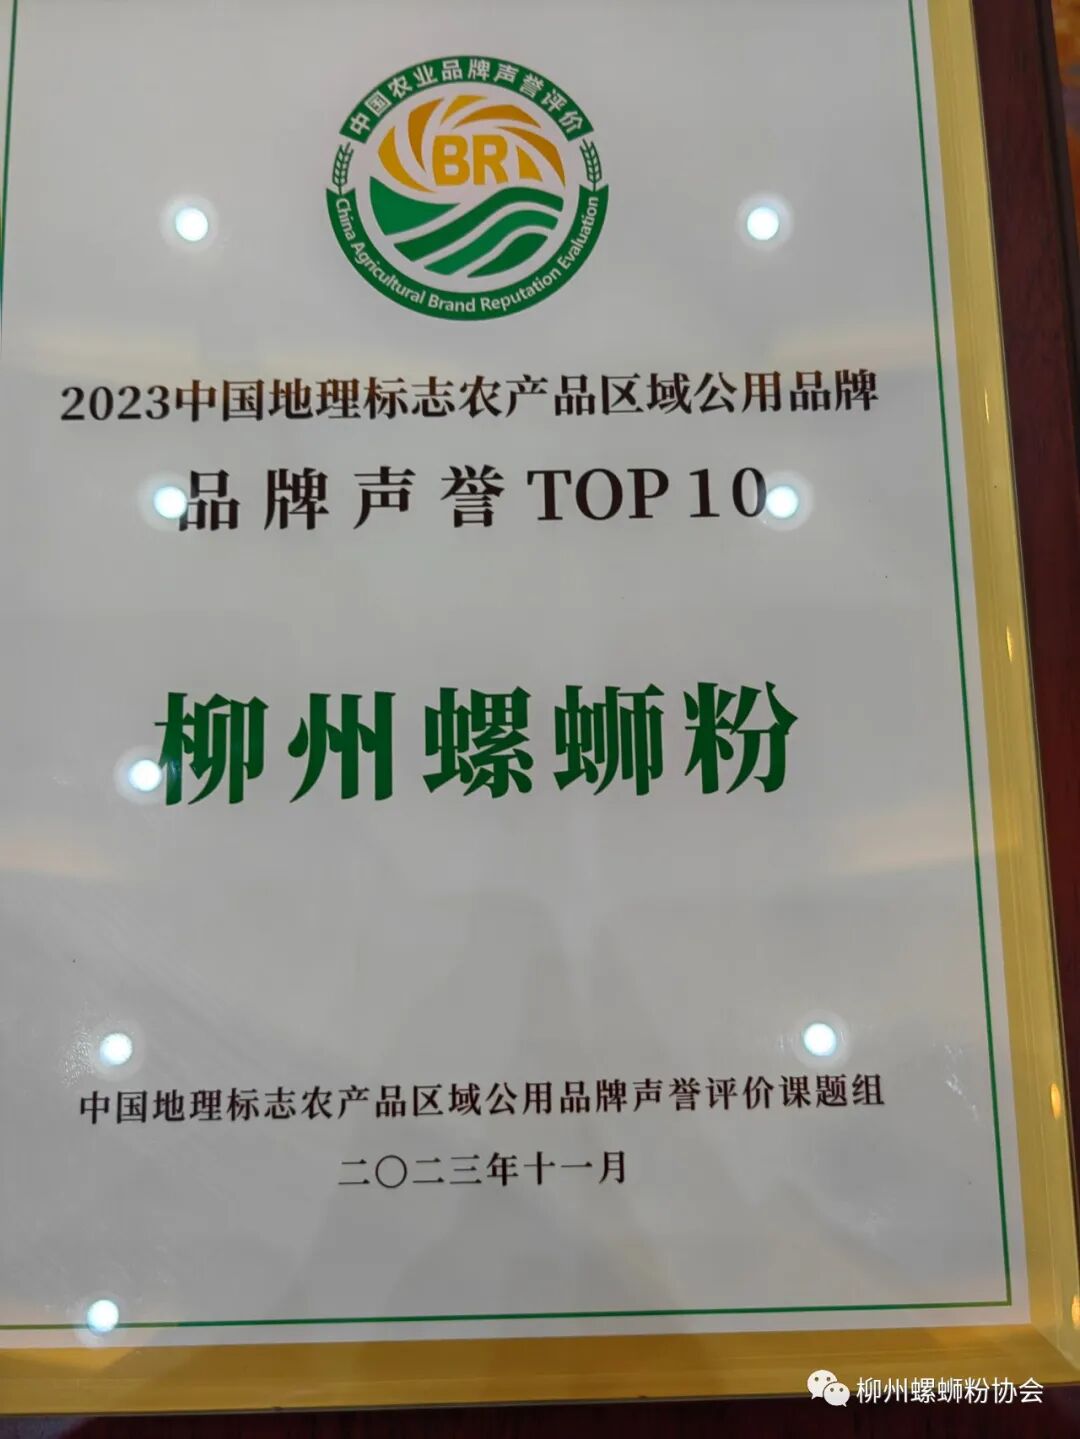 中国农业品牌声誉评价
BR
China Agricultural Brand Reputation Evaluation
2023中国地理标志农产品区域公用品牌
品牌声誉TOP10
柳州螺蛳粉
中国地理标志农产品区域公用品牌声誉评价课题组
二〇二三年十一月
柳州螺蛳粉协会